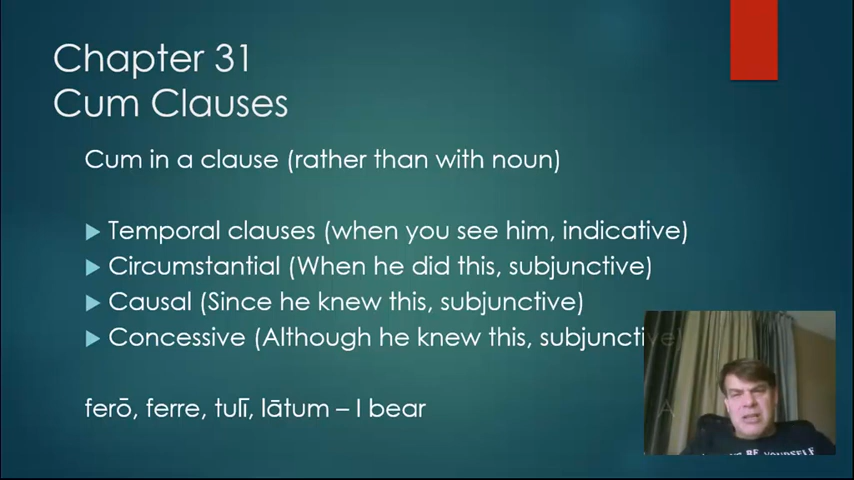 Chapter 31
Cum Clauses
Cum in a clause (rather than with noun)
Temporal clauses (when you see him, indicative)
Circumstantial (When he did this, subjunctive)
Causal (Since he knew this, subjunctive)
Concessive (Although he knew this, subjunctive)
ferō, ferre, tulī, lātum – I bear
BE YOURSELF